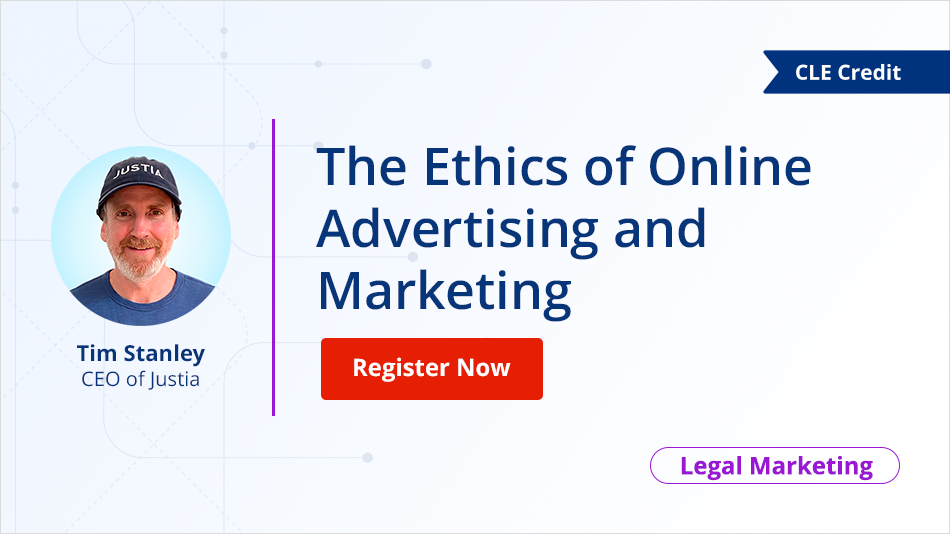 CLE Credit
JUSTIA
The Ethics of Online
Advertising and
Marketing
Tim Stanley
CEO of Justia
Register Now
Legal Marketing